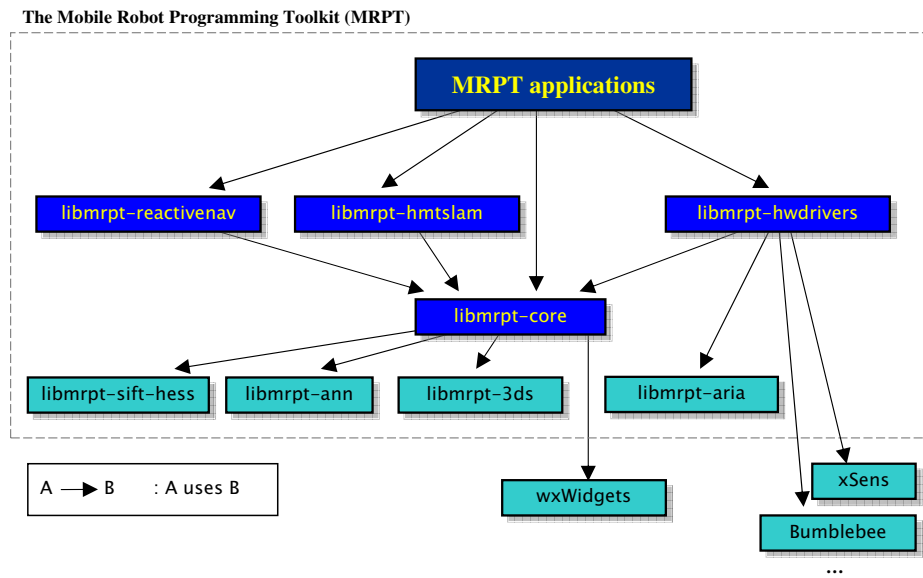 The Mobile Robot Programming Toolkit (MRPT)
MRPT applications
libmrpt-reactivenav
libmrpt-hmtslam
libmrpt-hwdrivers
libmrpt-core
libmrpt-sift-hess
libmrpt-ann
libmrpt-3ds
libmrpt-aria
A B : A uses B
wxWidgets
xSens
Bumblebee
...